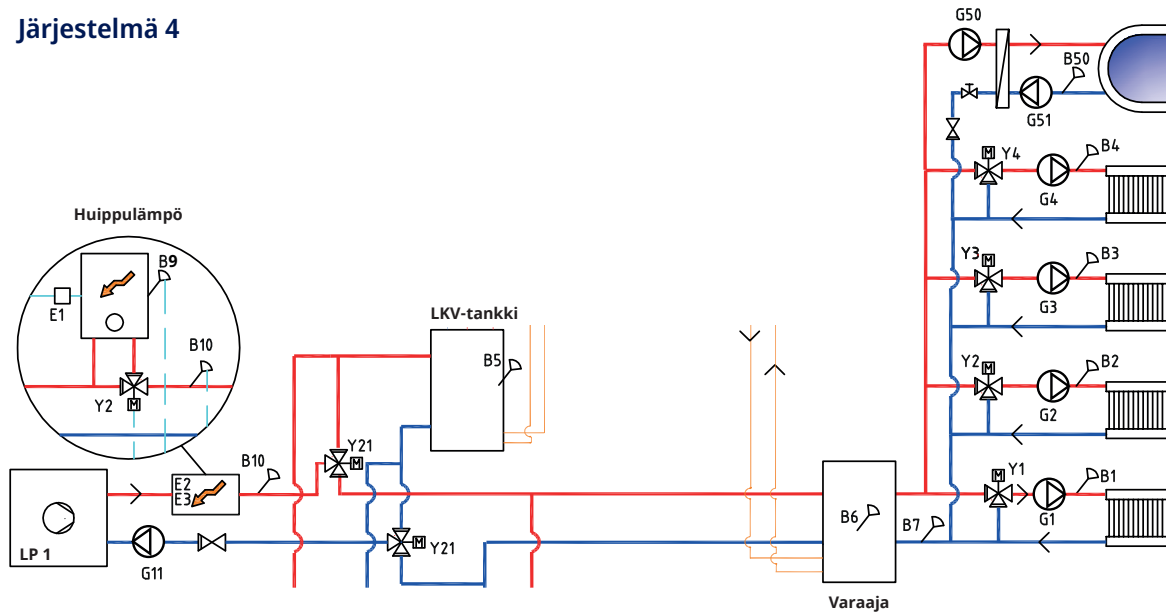 Järjestelmä 4
G50
B50
G51
Y4
B4
G4
Huippulämpö
B9
E1
B10
Y2
Y3
B3
G3
LKV-tankki
B5
Y2
B2
G2
Y21
B10
E2
E3
LP 1
G11
Y21
B6
B7
Y1
B1
G1
Varaaja
M
M
M
M
M
M
M